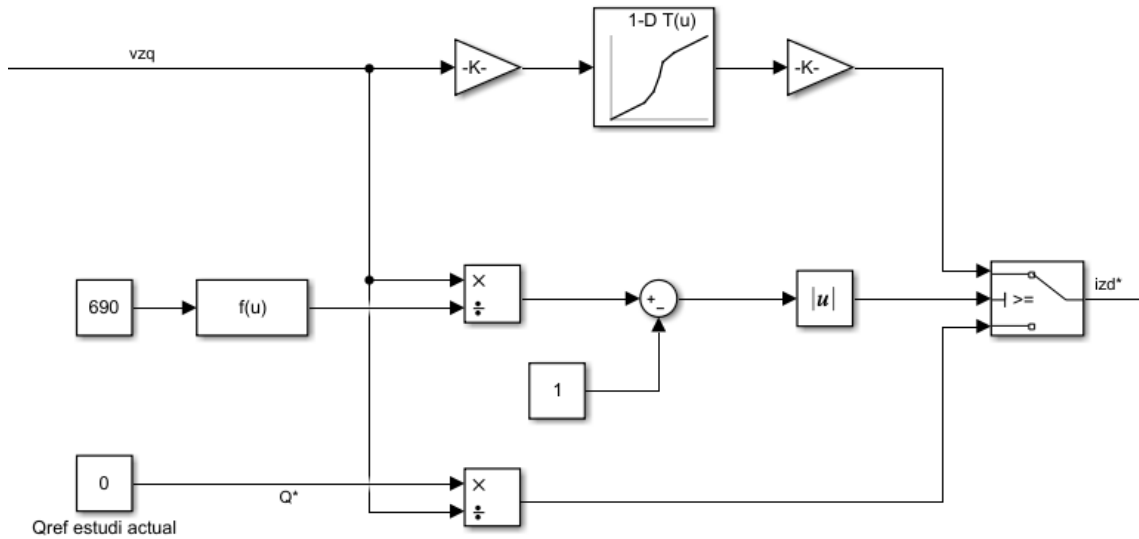 vzq
-K-
1-D T(u)
-K-
690
f(u)
×
÷
+
−
|u|
>=
izd*
1
0
Q*
×
÷
Qref estudi actual